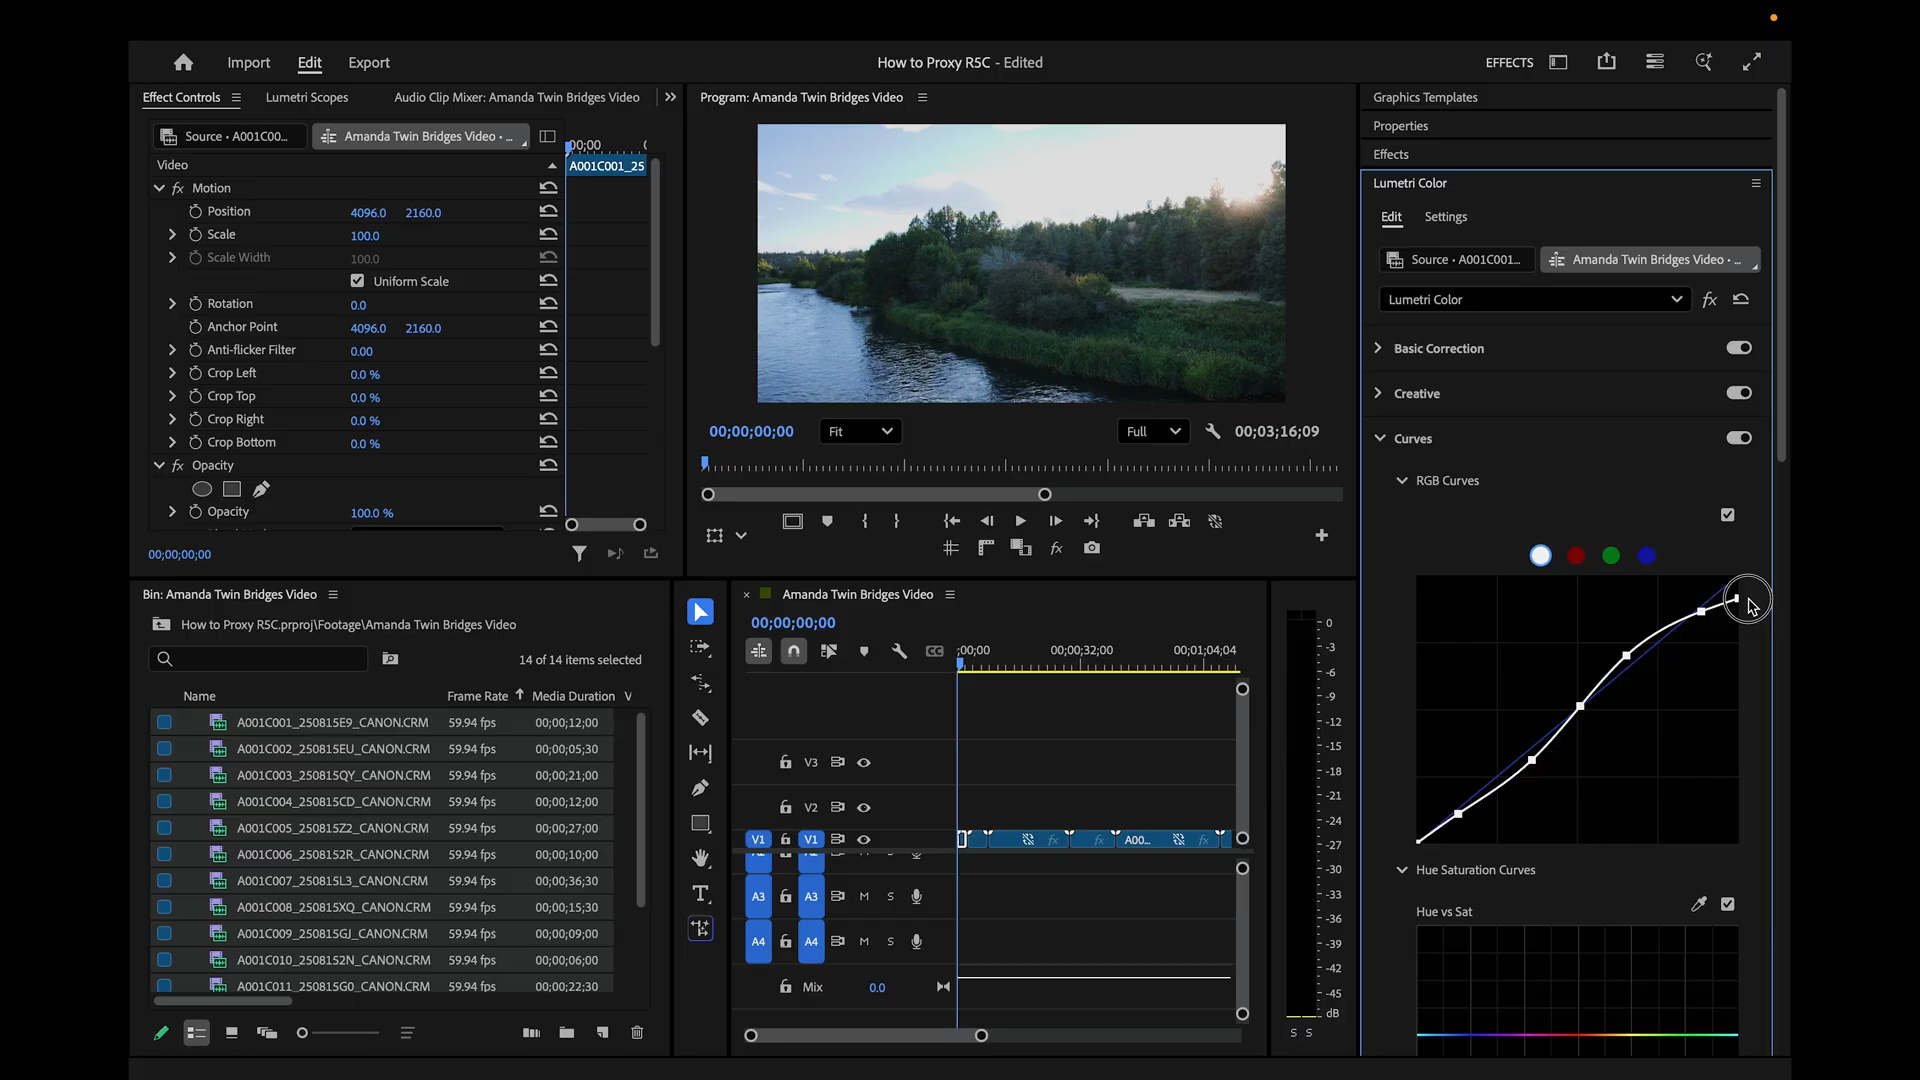 Import Edit Export
How to Proxy R5C - Edited
EFFECTS
Effect Controls Lumetri Scopes Audio Clip Mixer: Amanda Twin Bridges Video
Source • A001C00... Amanda Twin Bridges Video • ...
00;00
A001C001_25
Video
Motion
Position 4096.0 2160.0
Scale 100.0
Scale Width 100.0
Uniform Scale
Rotation 0.0
Anchor Point 4096.0 2160.0
Anti-flicker Filter 0.00
Crop Left 0.0 %
Crop Top 0.0 %
Crop Right 0.0 %
Crop Bottom 0.0 %
fx Opacity
Opacity 100.0 %
00;00;00;00
Program: Amanda Twin Bridges Video
00;00;00;00 Fit Full 00;03;16;09
Graphics Templates
Properties
Effects
Lumetri Color
Edit Settings
Source • A001C001... Amanda Twin Bridges Video • ...
Lumetri Color fx
Basic Correction
Creative
Curves
RGB Curves
Hue Saturation Curves
Hue vs Sat
Bin: Amanda Twin Bridges Video
How to Proxy R5C.prproj\Footage\Amanda Twin Bridges Video
14 of 14 items selected
Name Frame Rate Media Duration V
A001C001_250815E9_CANON.CRM 59.94 fps 00;00;12;00
A001C002_250815EU_CANON.CRM 59.94 fps 00;00;05;30
A001C003_250815QY_CANON.CRM 59.94 fps 00;00;21;00
A001C004_250815CD_CANON.CRM 59.94 fps 00;00;12;00
A001C005_250815Z2_CANON.CRM 59.94 fps 00;00;27;00
A001C006_2508152R_CANON.CRM 59.94 fps 00;00;10;00
A001C007_250815L3_CANON.CRM 59.94 fps 00;00;36;30
A001C008_250815XQ_CANON.CRM 59.94 fps 00;00;15;30
A001C009_250815GJ_CANON.CRM 59.94 fps 00;00;09;00
A001C010_2508152N_CANON.CRM 59.94 fps 00;00;06;00
A001C011_250815G0_CANON.CRM 59.94 fps 00;00;22;30
Amanda Twin Bridges Video
00;00;00;00
;00;00 00;00;32;00 00;01;04;04
V3
V2
V1 V1
A00...
A3 A3 M S
A4 A4 M S
Mix 0.0
0
-3
-6
-9
-12
-15
-18
-21
-24
-27
-30
-33
-36
-39
-42
-45
dB
S S